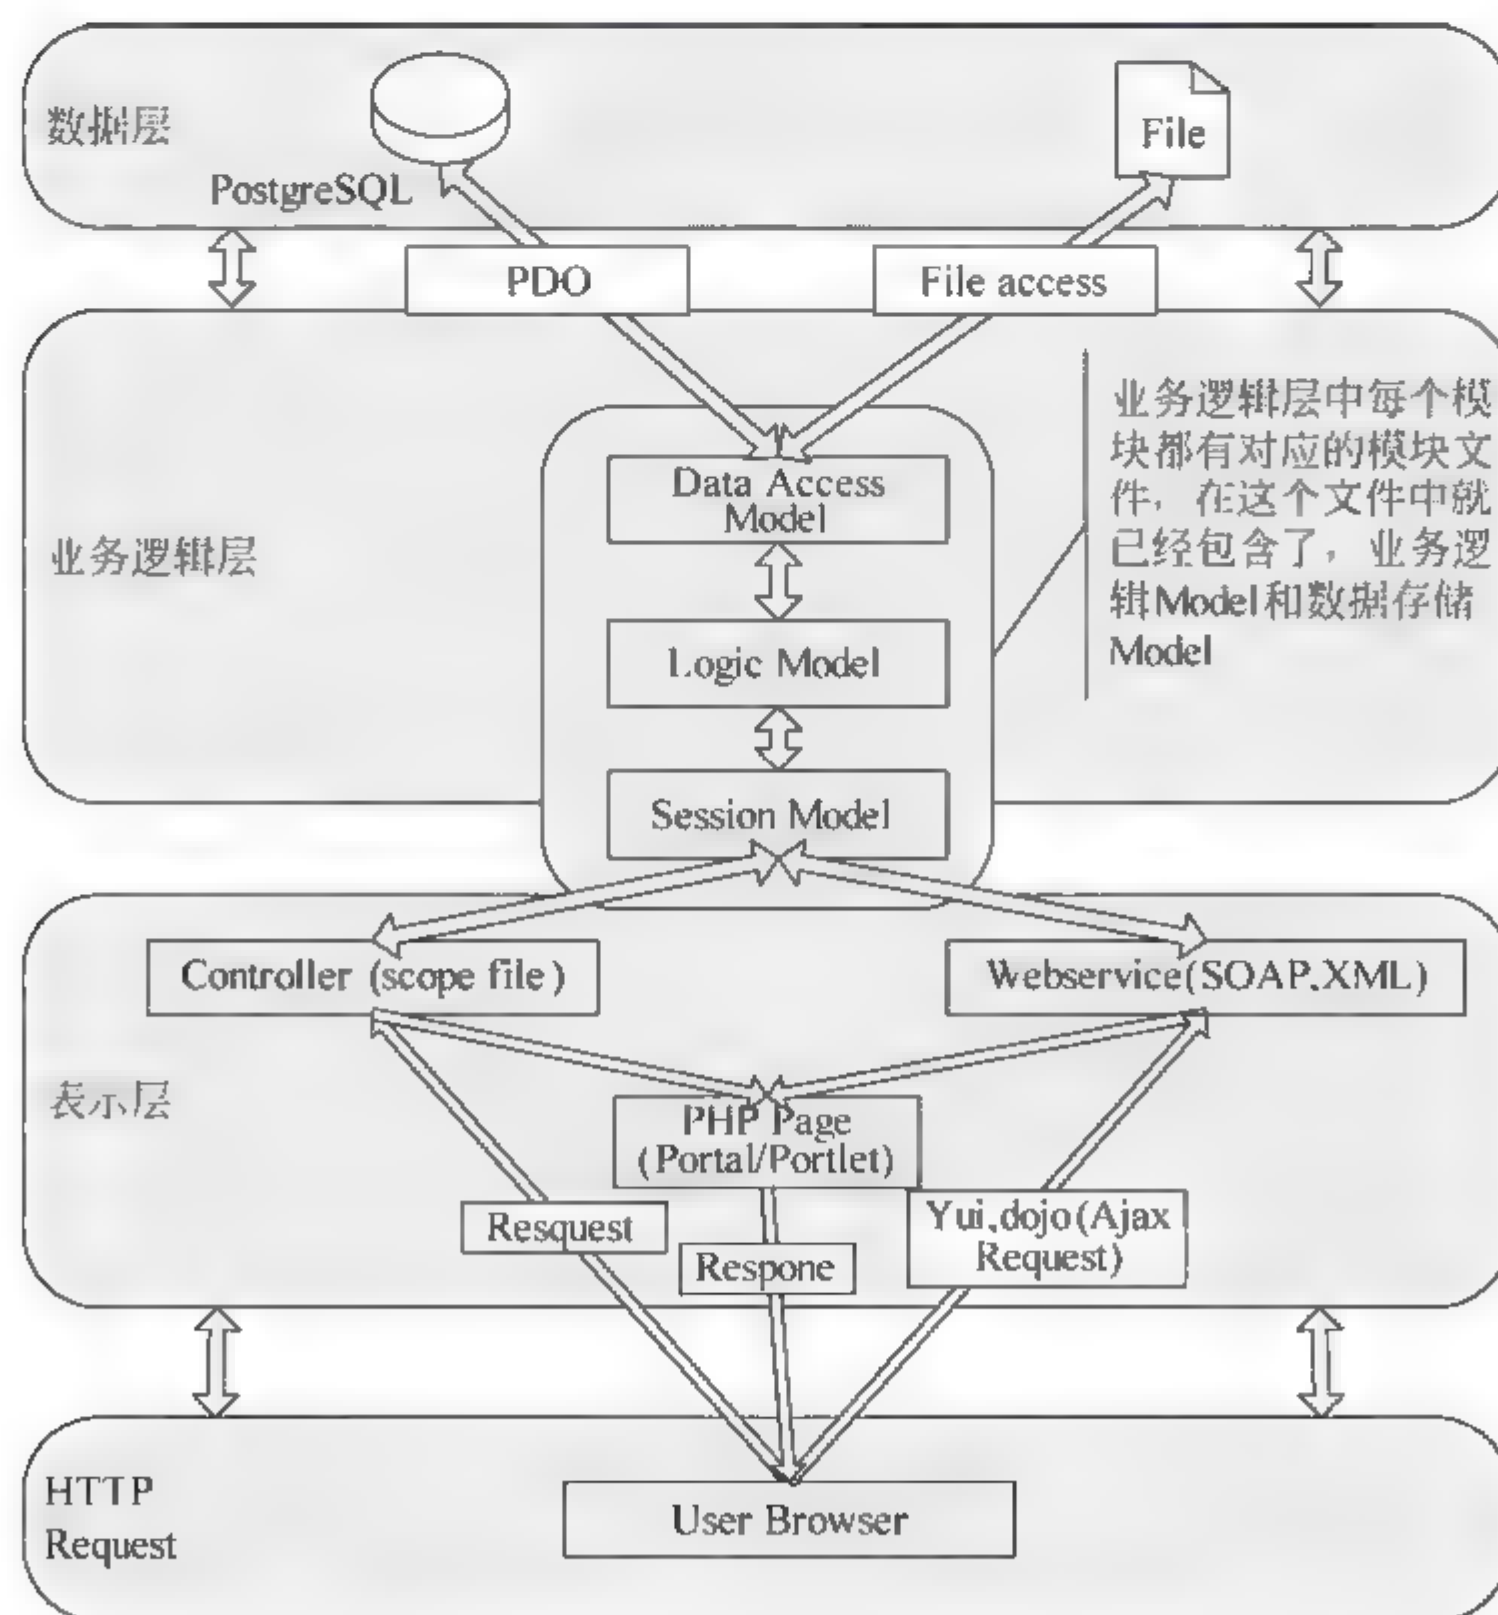 数据层
File
PostgreSQL
PDO
File access
业务逻辑层中每个模
块都有对应的模块文
件，在这个文件中就
已经包含了，业务逻
辑Model和数据存储
Model
Data Access
Model
业务逻辑层
Logic Model
Session Model
Controller (scope file)
Webservice(SOAP,XML)
表示层
PHP Page
(Portal/Portlet)
Resquest
Respone
Yui,dojo(Ajax
Request)
HTTP
Request
User Browser